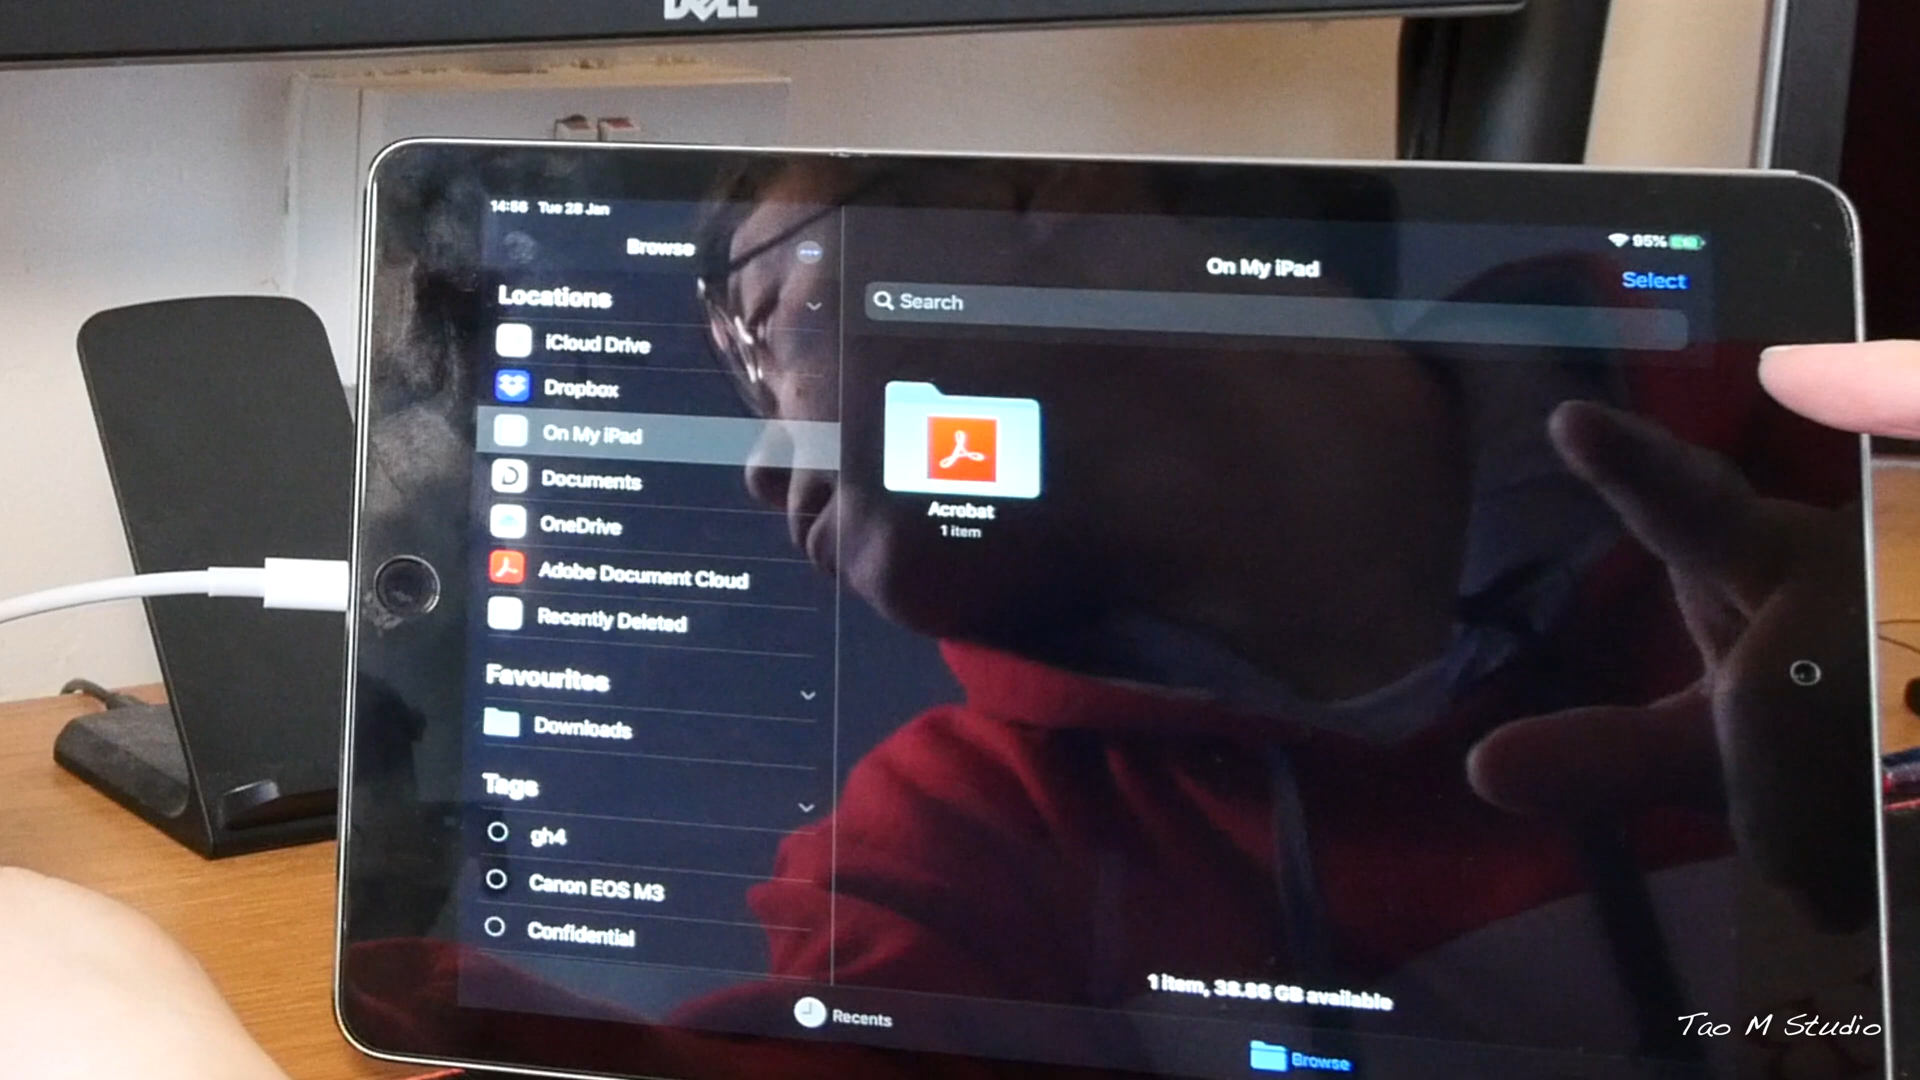 DELL
14:56 Tue 28 Jan
95%
Browse
On My iPad
Select
Search
Locations
iCloud Drive
Dropbox
On My iPad
Documents
OneDrive
Adobe Document Cloud
Recently Deleted
Favourites
Downloads
Tags
gh4
Canon EOS M3
Confidential
Acrobat
1 item
1 item, 38.86 GB available
Recents
Browse
Tao M Studio